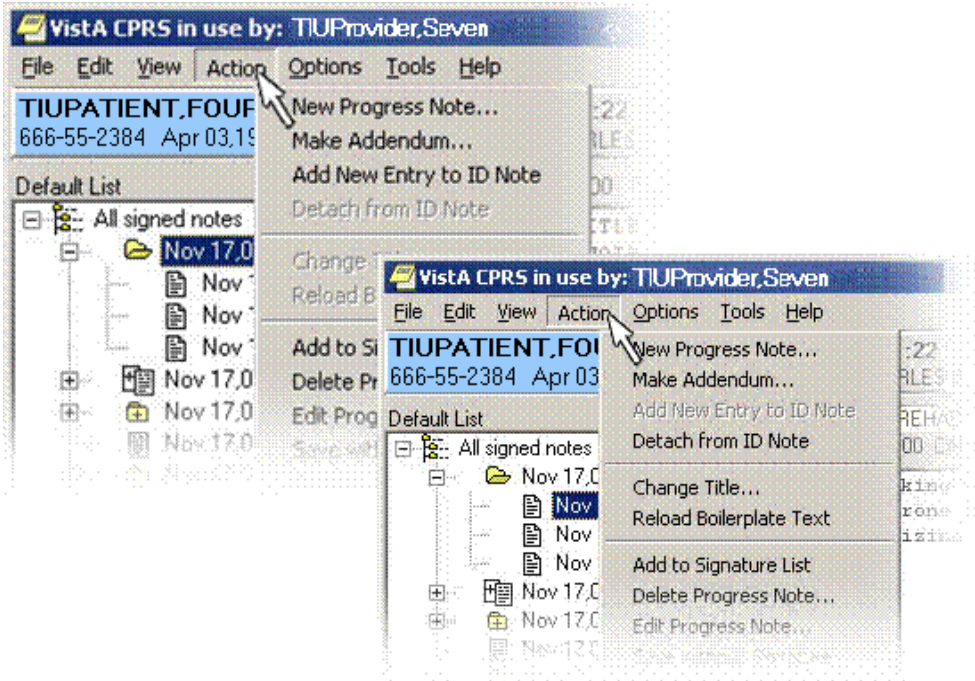 VistA CPRS in use by: TIUProvider,Seven
File Edit View Action Options Tools Help
TIUPATIENT,FOUR
666-55-2384 Apr 03,19
:22
Default List
All signed notes
Nov 17,0
Nov 1
Nov
Nov 1
Nov 17,0
Nov 17,0
Nov 17,0
New Progress Note...
Make Addendum...
Add New Entry to ID Note
Detach from ID Note
Change
Reload B
Add to Si
Delete Pr
Edit Prog
VistA CPRS in use by: TIUProvider,Seven
File Edit View Action Options Tools Help
TIUPATIENT,FOU
666-55-2384 Apr 03
:22
Default List
All signed notes
Nov 17,0
Nov
Nov
Nov
Nov 17,0
Nov 17,0
New Progress Note...
Make Addendum...
Add New Entry to ID Note
Detach from ID Note
Change Title...
Reload Boilerplate Text
Add to Signature List
Delete Progress Note...
Edit Progress Note...
king
rone
izing